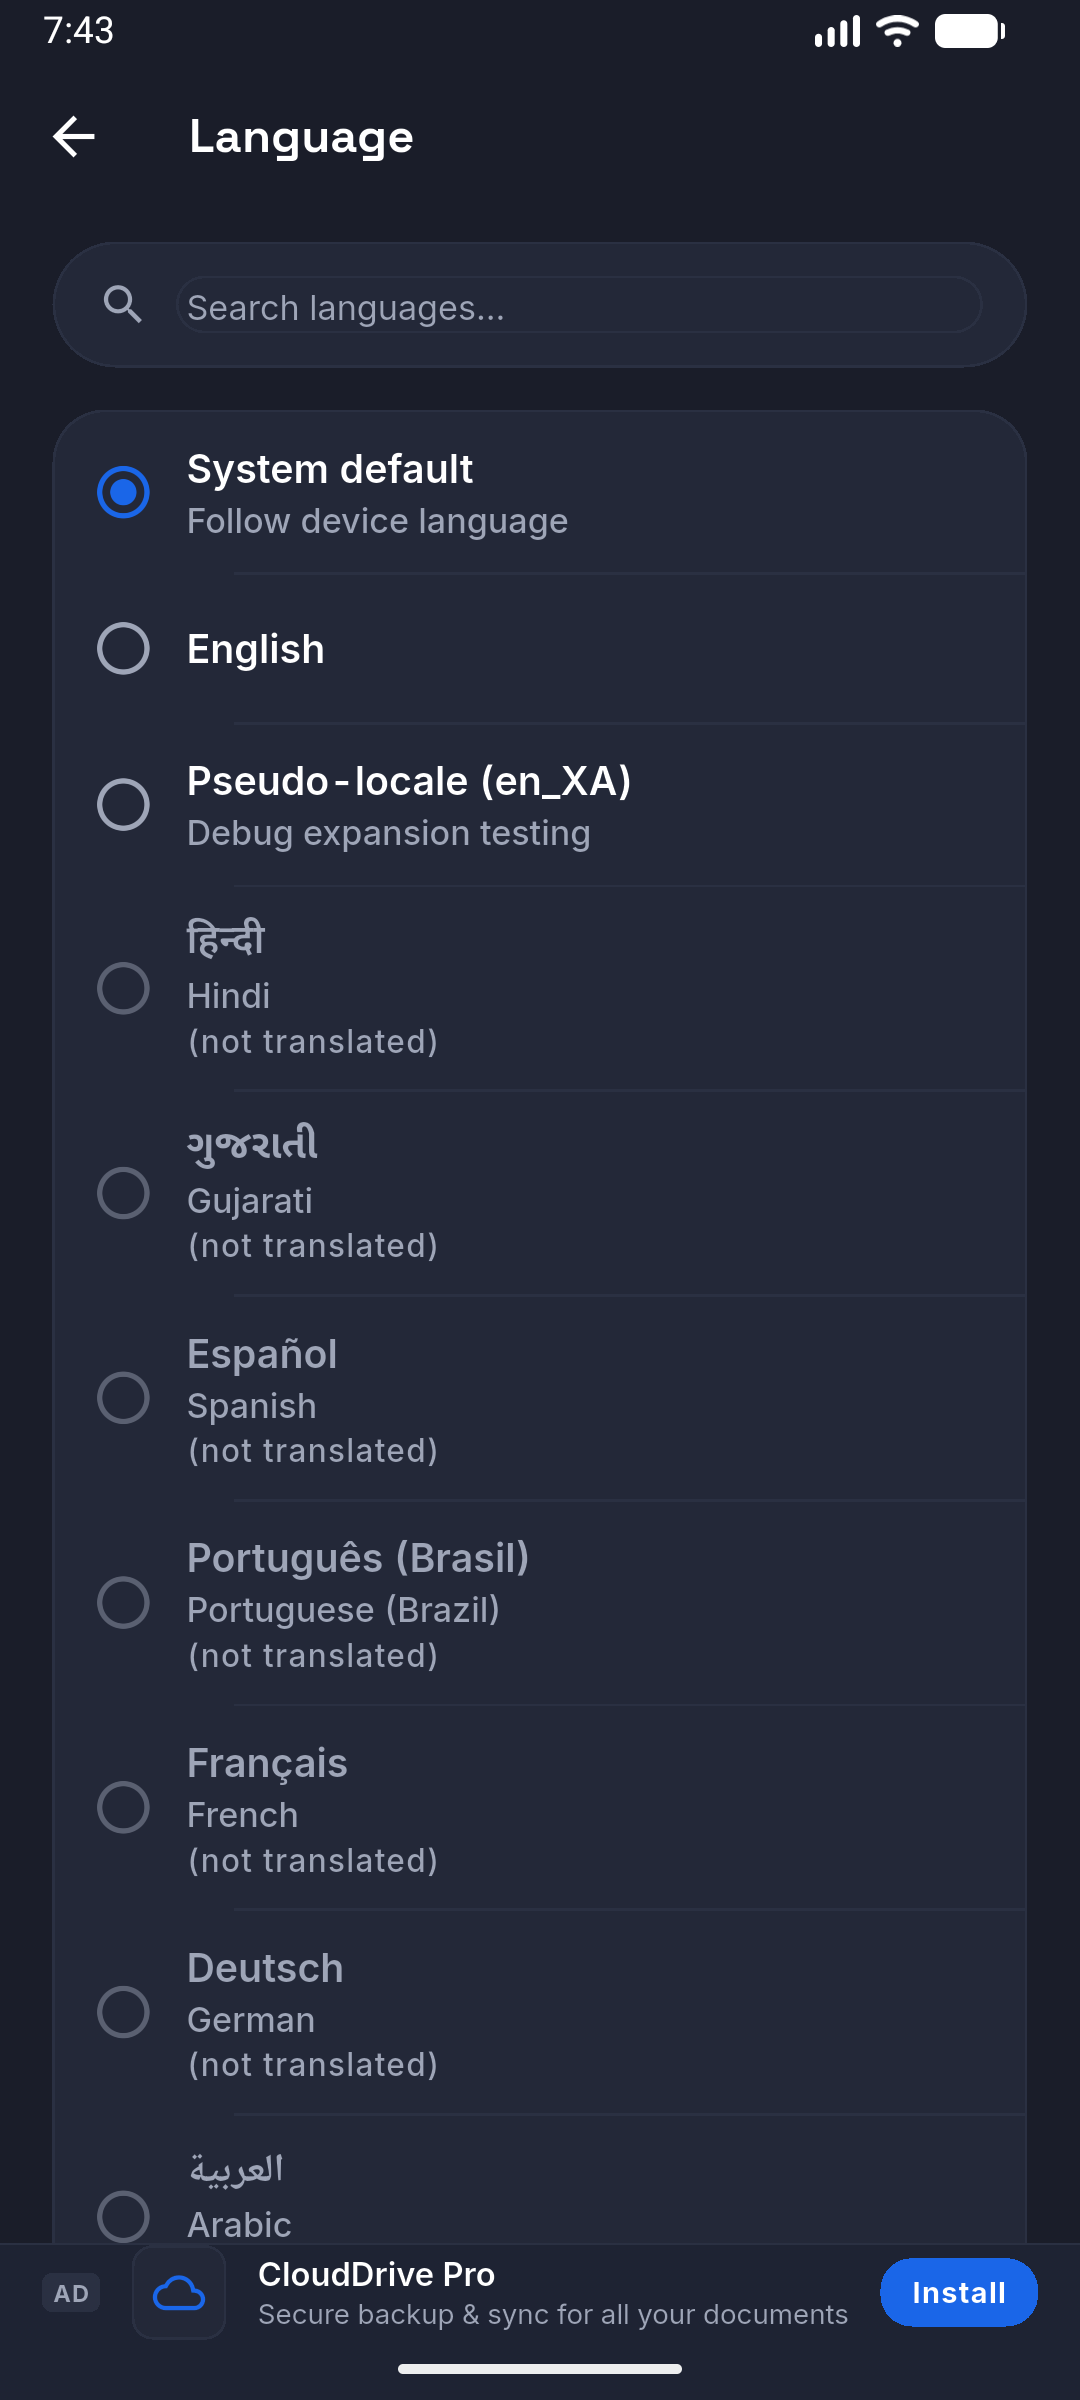 7:43
Language
Search languages...
System default
Follow device language
English
Pseudo-locale (en_XA)
Debug expansion testing
हिन्दी
Hindi
(not translated)
ગુજરાતી
Gujarati
(not translated)
Español
Spanish
(not translated)
Português (Brasil)
Portuguese (Brazil)
(not translated)
Français
French
(not translated)
Deutsch
German
(not translated)
العربية
Arabic
AD
CloudDrive Pro
Secure backup & sync for all your documents
Install